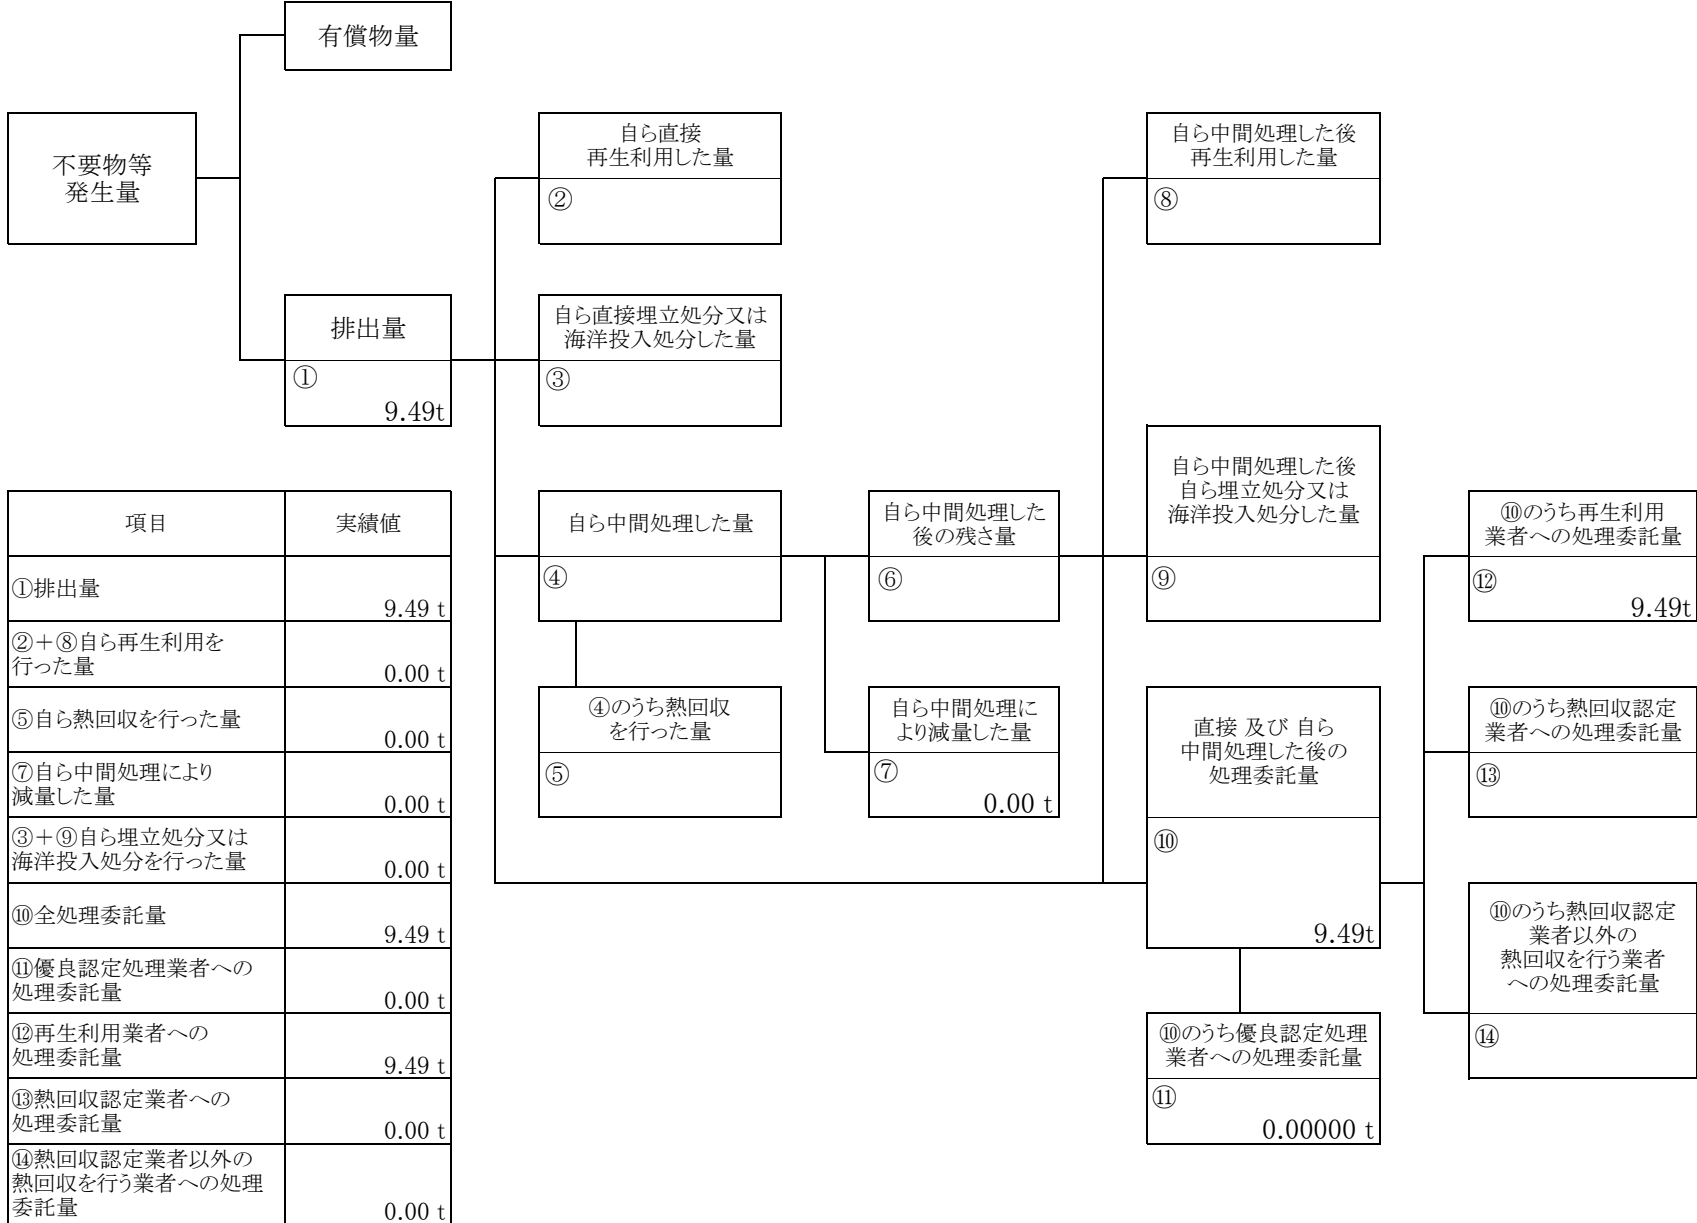 有償物量
不要物等
発生量
自ら直接
再生利用した量
②
自ら中間処理した後
再生利用した量
⑧
排出量
①
9.49t
自ら直接埋立処分又は
海洋投入処分した量
③
自ら中間処理した量
④
自ら中間処理した
後の残さ量
⑥
自ら中間処理した後
自ら埋立処分又は
海洋投入処分した量
⑨
⑩のうち再生利用
業者への処理委託量
⑫
9.49t
④のうち熱回収
を行った量
⑤
自ら中間処理に
より減量した量
⑦
0.00 t
直接 及び 自ら
中間処理した後の
処理委託量
⑩
9.49t
⑩のうち熱回収認定
業者への処理委託量
⑬
⑩のうち熱回収認定
業者以外の
熱回収を行う業者
への処理委託量
⑭
⑩のうち優良認定処理
業者への処理委託量
⑪
0.00000 t
項目 実績値
①排出量
9.49 t
②＋⑧自ら再生利用を
行った量
0.00 t
⑤自ら熱回収を行った量
0.00 t
⑦自ら中間処理により
減量した量
0.00 t
③＋⑨自ら埋立処分又は
海洋投入処分を行った量
0.00 t
⑩全処理委託量
9.49 t
⑪優良認定処理業者への
処理委託量
0.00 t
⑫再生利用業者への
処理委託量
9.49 t
⑬熱回収認定業者への
処理委託量
0.00 t
⑭熱回収認定業者以外の
熱回収を行う業者への処理
委託量
0.00 t